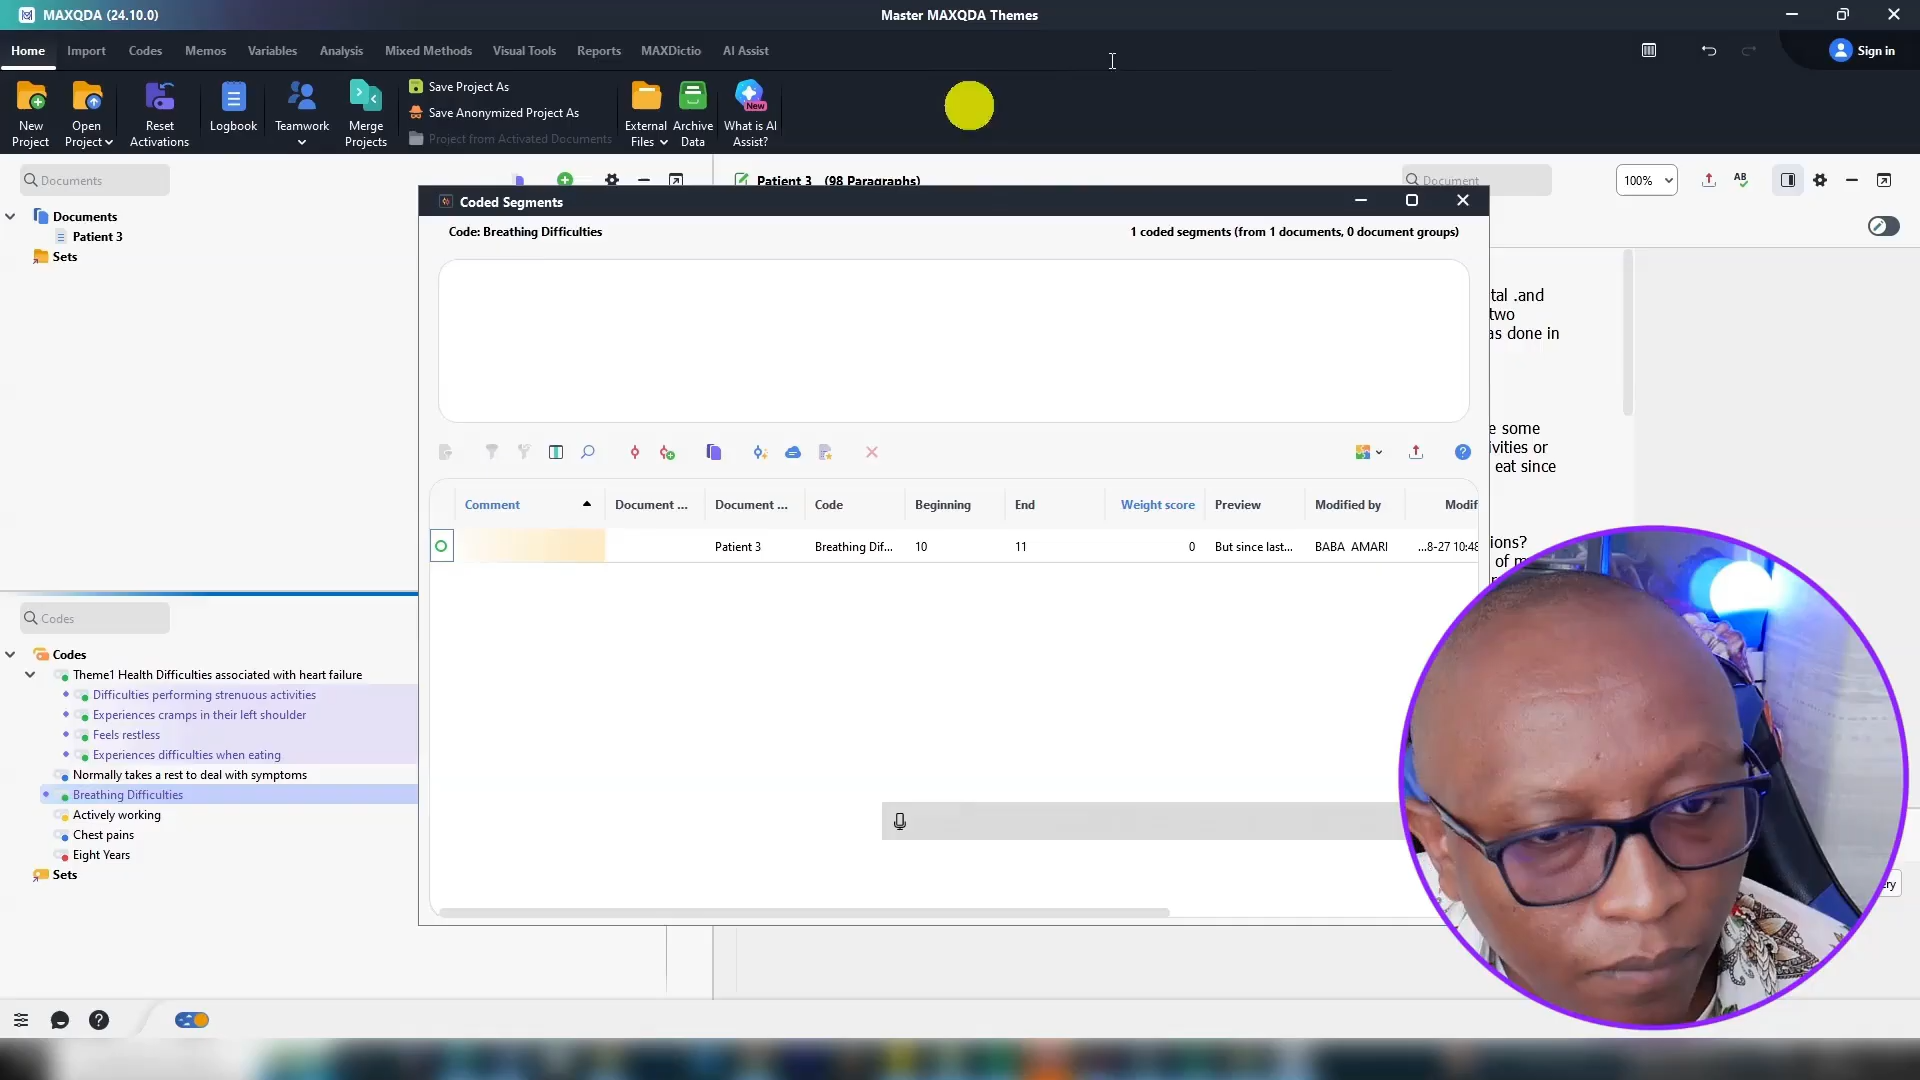 MAXQDA (24.10.0)
Master MAXQDA Themes
Home Import Codes Memos Variables Analysis Mixed Methods Visual Tools Reports MAXDictio AI Assist
Sign in
New Project
Open Project
Reset Activations
Logbook
Teamwork
Merge Projects
Save Project As
Save Anonymized Project As
Project from Activated Documents
External Files
Archive Data
New
What is AI Assist?
Documents
Patient 3 (98 Paragraphs)
Document
100%
Documents
Patient 3
Sets
Coded Segments
Code: Breathing Difficulties
1 coded segments (from 1 documents, 0 document groups)
tal .and
two
as done in
e some
ivities or
eat since
ions?
of m
Comment Document ... Document ... Code Beginning End Weight score Preview Modified by Modif
Patient 3 Breathing Dif... 10 11 0 But since last... BABA AMARI ...8-27 10:48
Codes
Codes
Theme1 Health Difficulties associated with heart failure
Difficulties performing strenuous activities
Experiences cramps in their left shoulder
Feels restless
Experiences difficulties when eating
Normally takes a rest to deal with symptoms
Breathing Difficulties
Actively working
Chest pains
Eight Years
Sets
ery